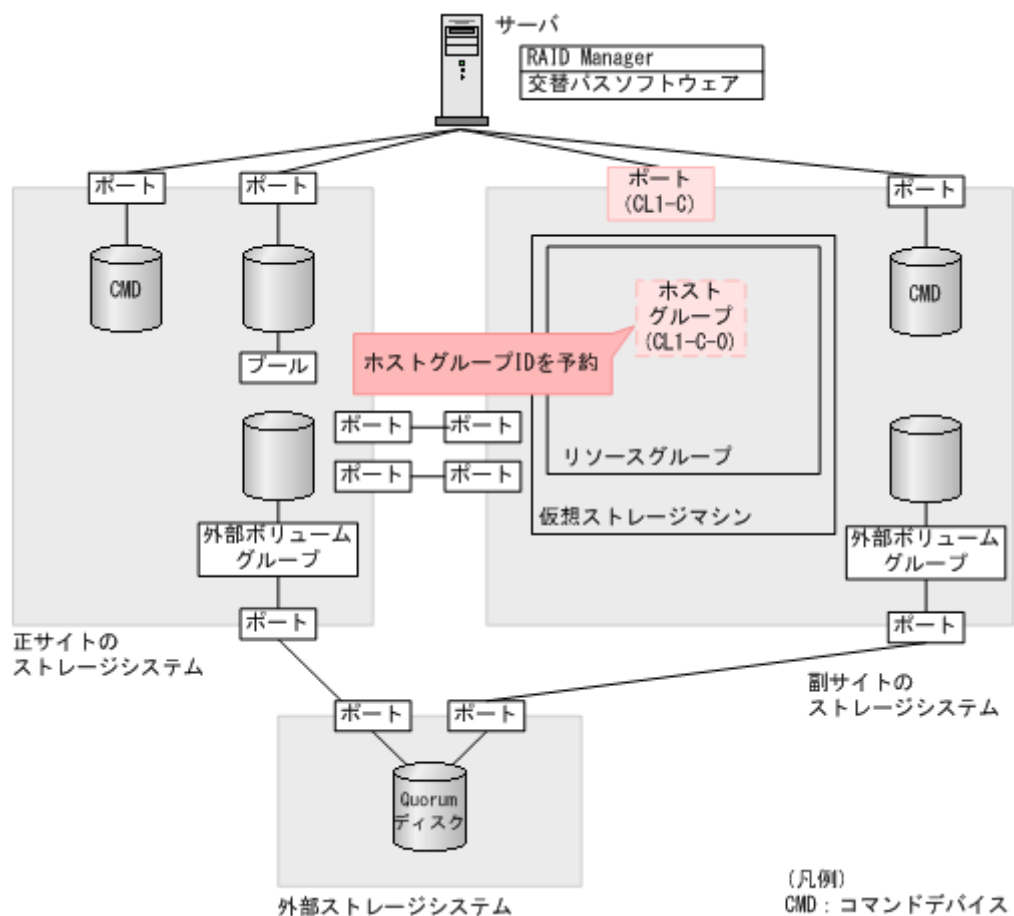 サーバ
RAID Manager
交替パスソフトウェア
ポート
ポート
ポート
(CL1-C)
ポート
CMD
CMD
ホスト
グループ
(CL1-C-0)
ホストグループIDを予約
プール
ポート
ポート
ポート
ポート
リソースグループ
仮想ストレージマシン
外部ボリューム
グループ
外部ボリューム
グループ
ポート
ポート
正サイトの
ストレージシステム
副サイトの
ストレージシステム
ポート
ポート
Quorum
ディスク
外部ストレージシステム
(凡例)
CMD : コマンドデバイス